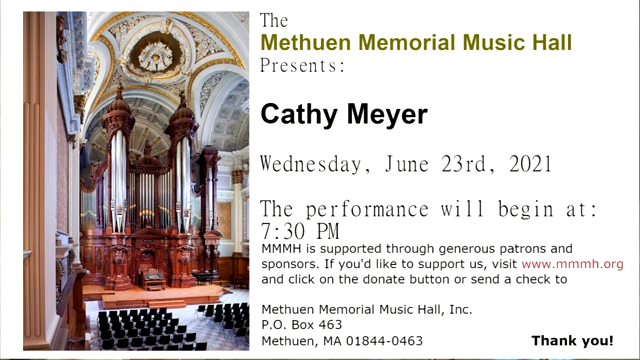 The
Methuen Memorial Music Hall
Presents:
Cathy Meyer
Wednesday, June 23rd, 2021
The performance will begin at:
7:30 PM
MMMH is supported through generous patrons and
sponsors. If you'd like to support us, visit www.mmmh.org
and click on the donate button or send a check to
Methuen Memorial Music Hall, Inc.
P.O. Box 463
Methuen, MA 01844-0463
Thank you!